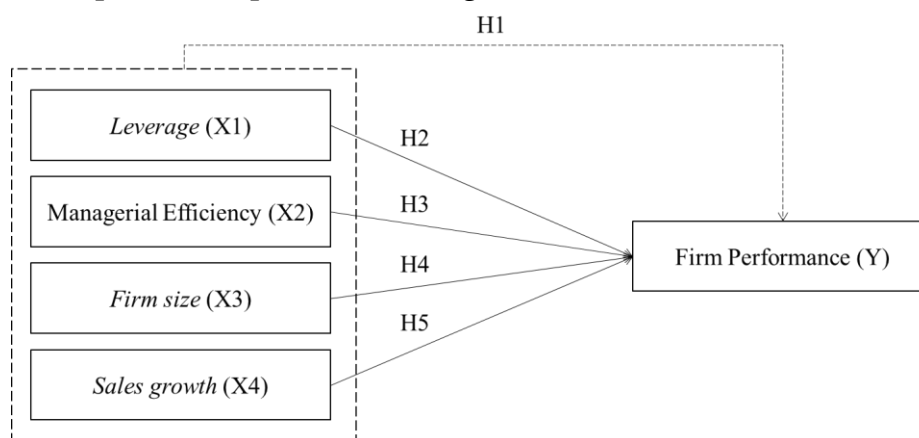 H1
Leverage (X1)
H2
Managerial Efficiency (X2)
H3
Firm Performance (Y)
H4
Firm size (X3)
H5
Sales growth (X4)